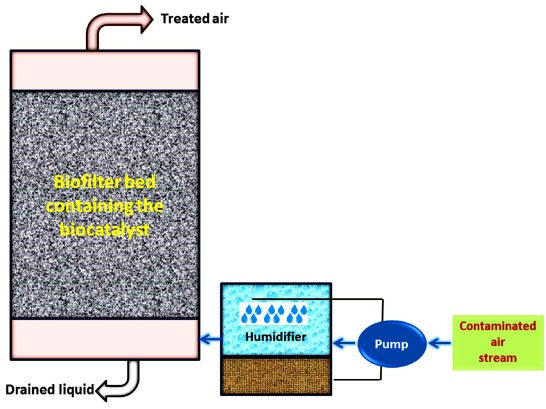 Treated air
Biofilter bed
containing the
biocatalyst
Humidifier
Pump
Contaminated
air
stream
Drained liquid